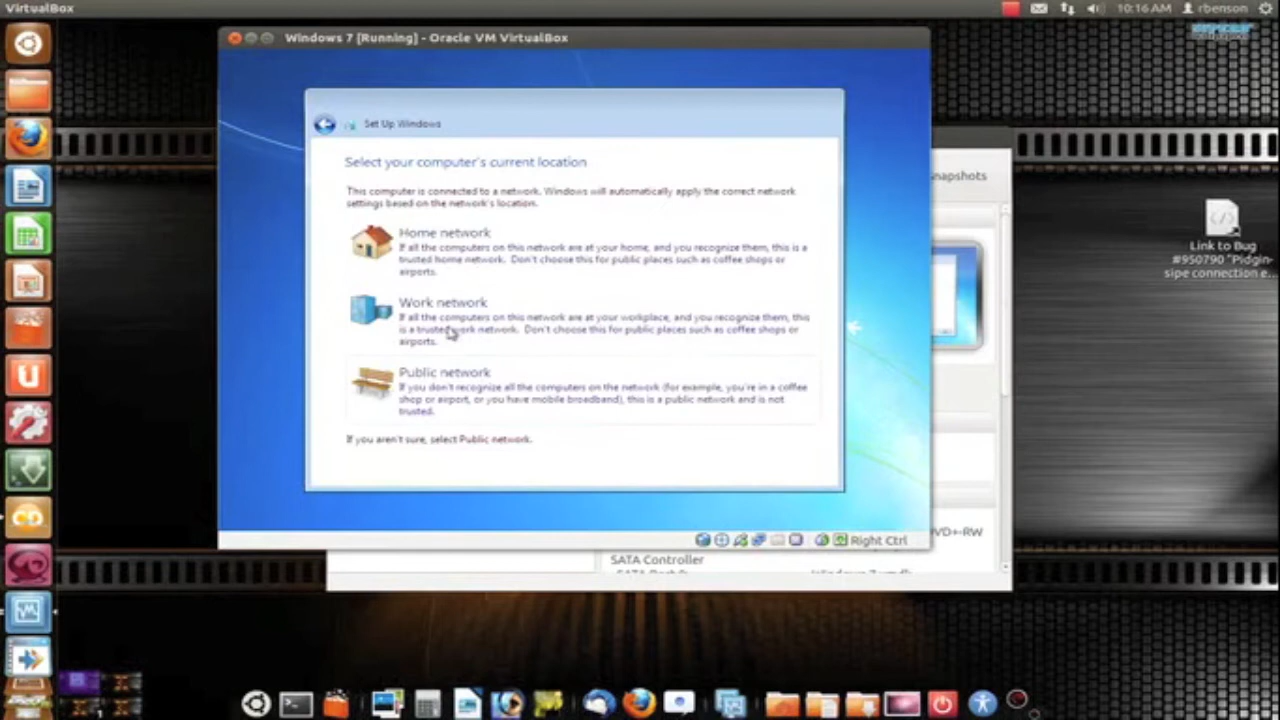 VirtualBox
10:16 AM
rbenson
Windows 7 [Running] - Oracle VM VirtualBox
Set Up Windows
Select your computer's current location
This computer is connected to a network. Windows will automatically apply the correct network
settings based on the network's location.
Home network
If all the computers on this network are at your home, and you recognize them, this is a
trusted home network. Don't choose this for public places such as coffee shops or
airports.
Work network
If all the computers on this network are at your workplace, and you recognize them, this
is a trusted work network. Don't choose this for public places such as coffee shops or
airports.
Public network
If you don't recognize all the computers on the network (for example, you're in a coffee
shop or airport, or you have mobile broadband), this is a public network and is not
trusted.
If you aren't sure, select Public network.
Right Ctrl
napshots
Link to Bug
#950790 "Pidgin-
sipe connection e...
VD+-RW
SATA Controller